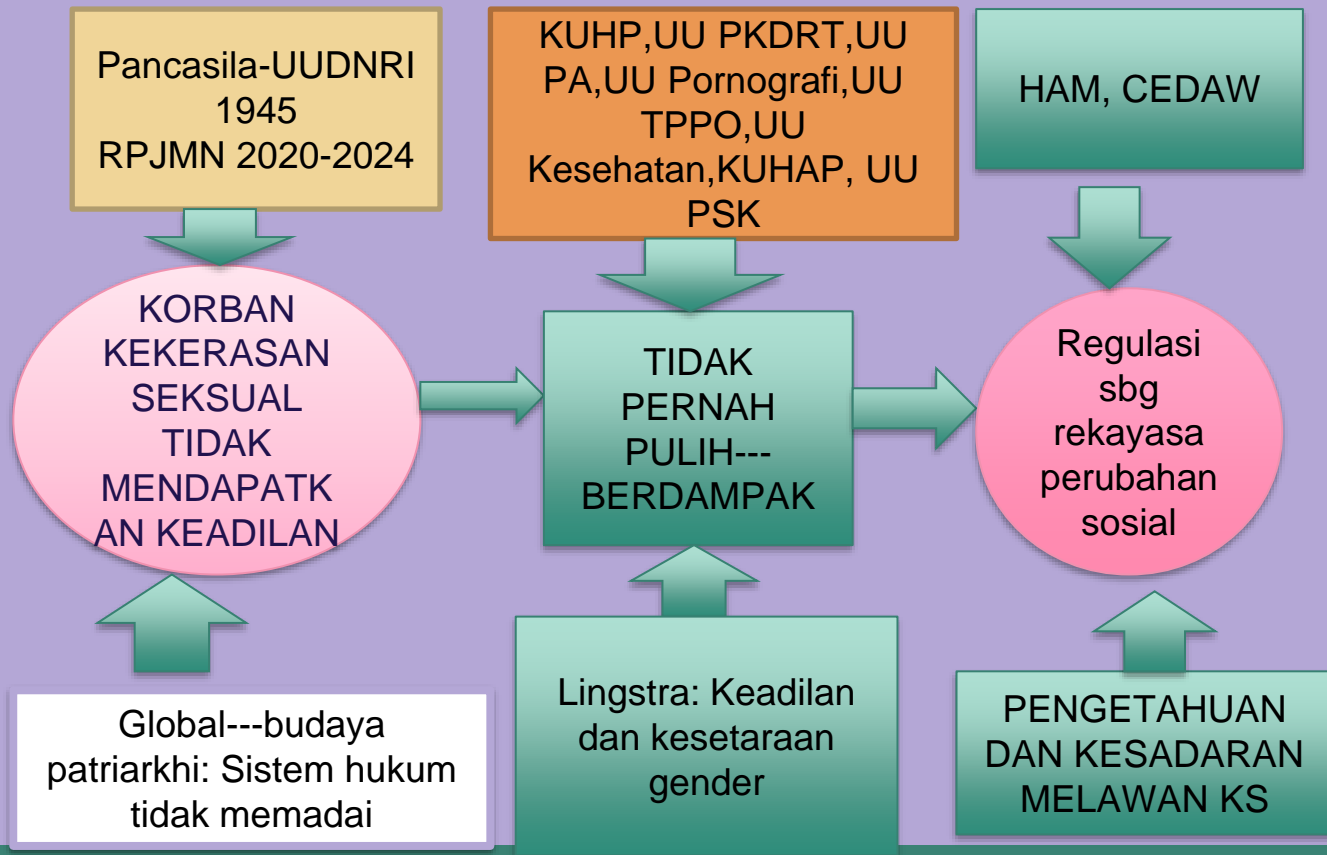 Pancasila-UUDNRI
1945
RPJMN 2020-2024
KUHP,UU PKDRT,UU
PA,UU Pornografi,UU
TPPO,UU
Kesehatan,KUHAP, UU
PSK
HAM, CEDAW
KORBAN
KEKERASAN
SEKSUAL
TIDAK
MENDAPATK
AN KEADILAN
TIDAK
PERNAH
PULIH---
BERDAMPAK
Regulasi
sbg
rekayasa
perubahan
sosial
Global---budaya
patriarkhi: Sistem hukum
tidak memadai
Lingstra: Keadilan
dan kesetaraan
gender
PENGETAHUAN
DAN KESADARAN
MELAWAN KS